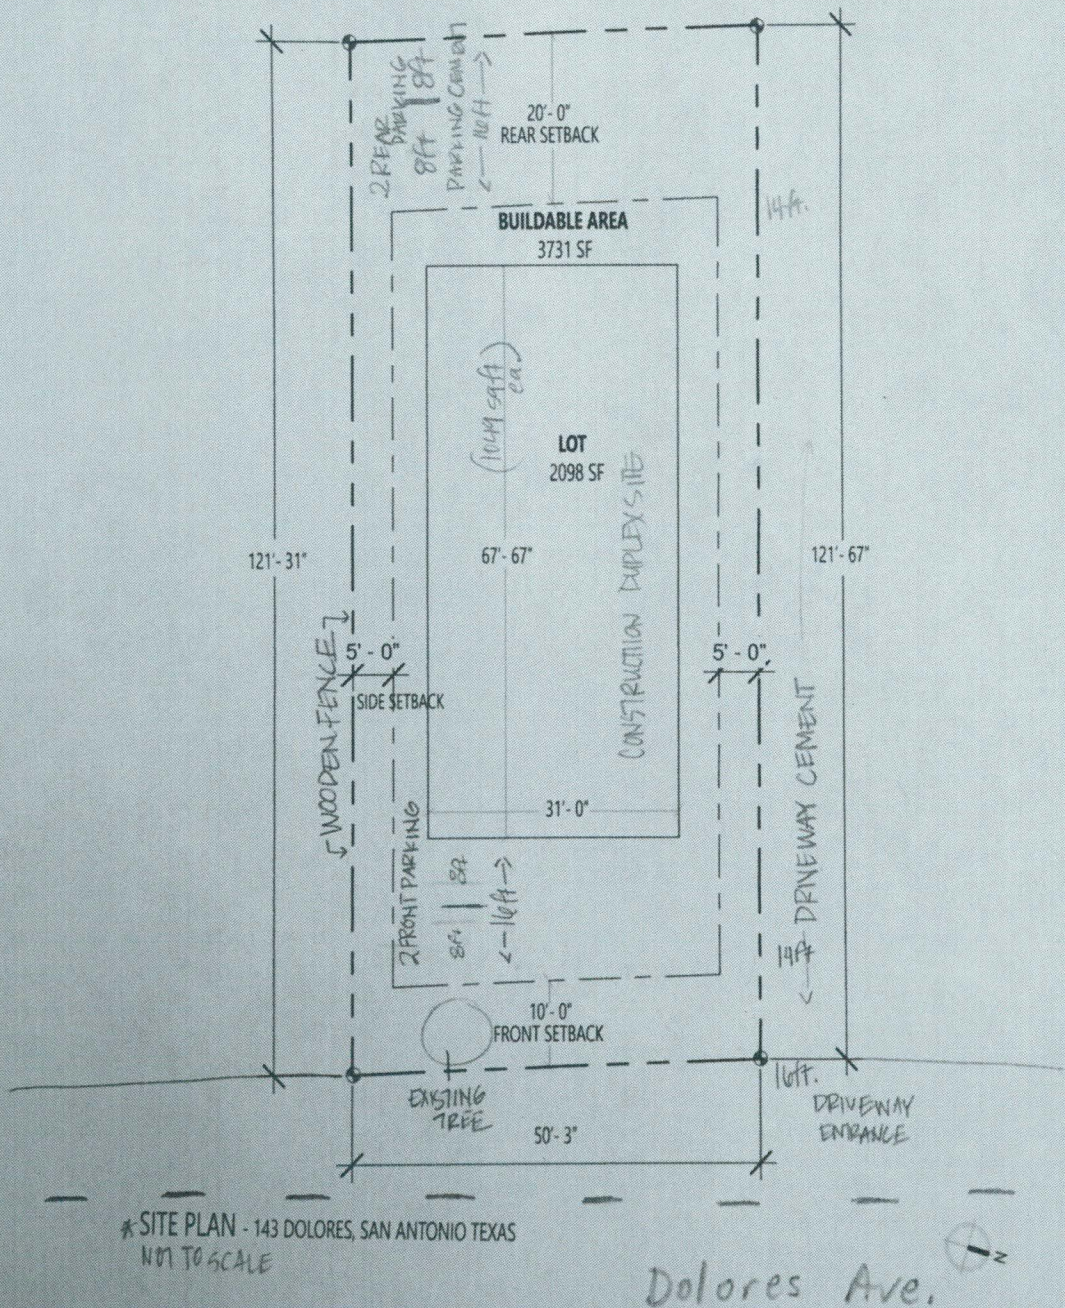 2 REAR
PARKING
8ft 8ft
PARKING CEMENT
← 16ft →
20'- 0"
REAR SETBACK
14ft.
BUILDABLE AREA
3731 SF
(1049 sqft
ea.)
LOT
2098 SF
CONSTRUCTION DUPLEX SITE
121'- 31"
67'- 67"
121'- 67"
WOODEN FENCE
5' - 0"
5' - 0"
SIDE SETBACK
DRIVEWAY CEMENT
31'- 0"
2 FRONT PARKING
8ft 8ft
← 16ft →
14ft
10'- 0"
FRONT SETBACK
16ft.
EXISTING
TREE
DRIVEWAY
ENTRANCE
50'- 3"
*SITE PLAN - 143 DOLORES, SAN ANTONIO TEXAS
NOT TO SCALE
N
Dolores Ave.